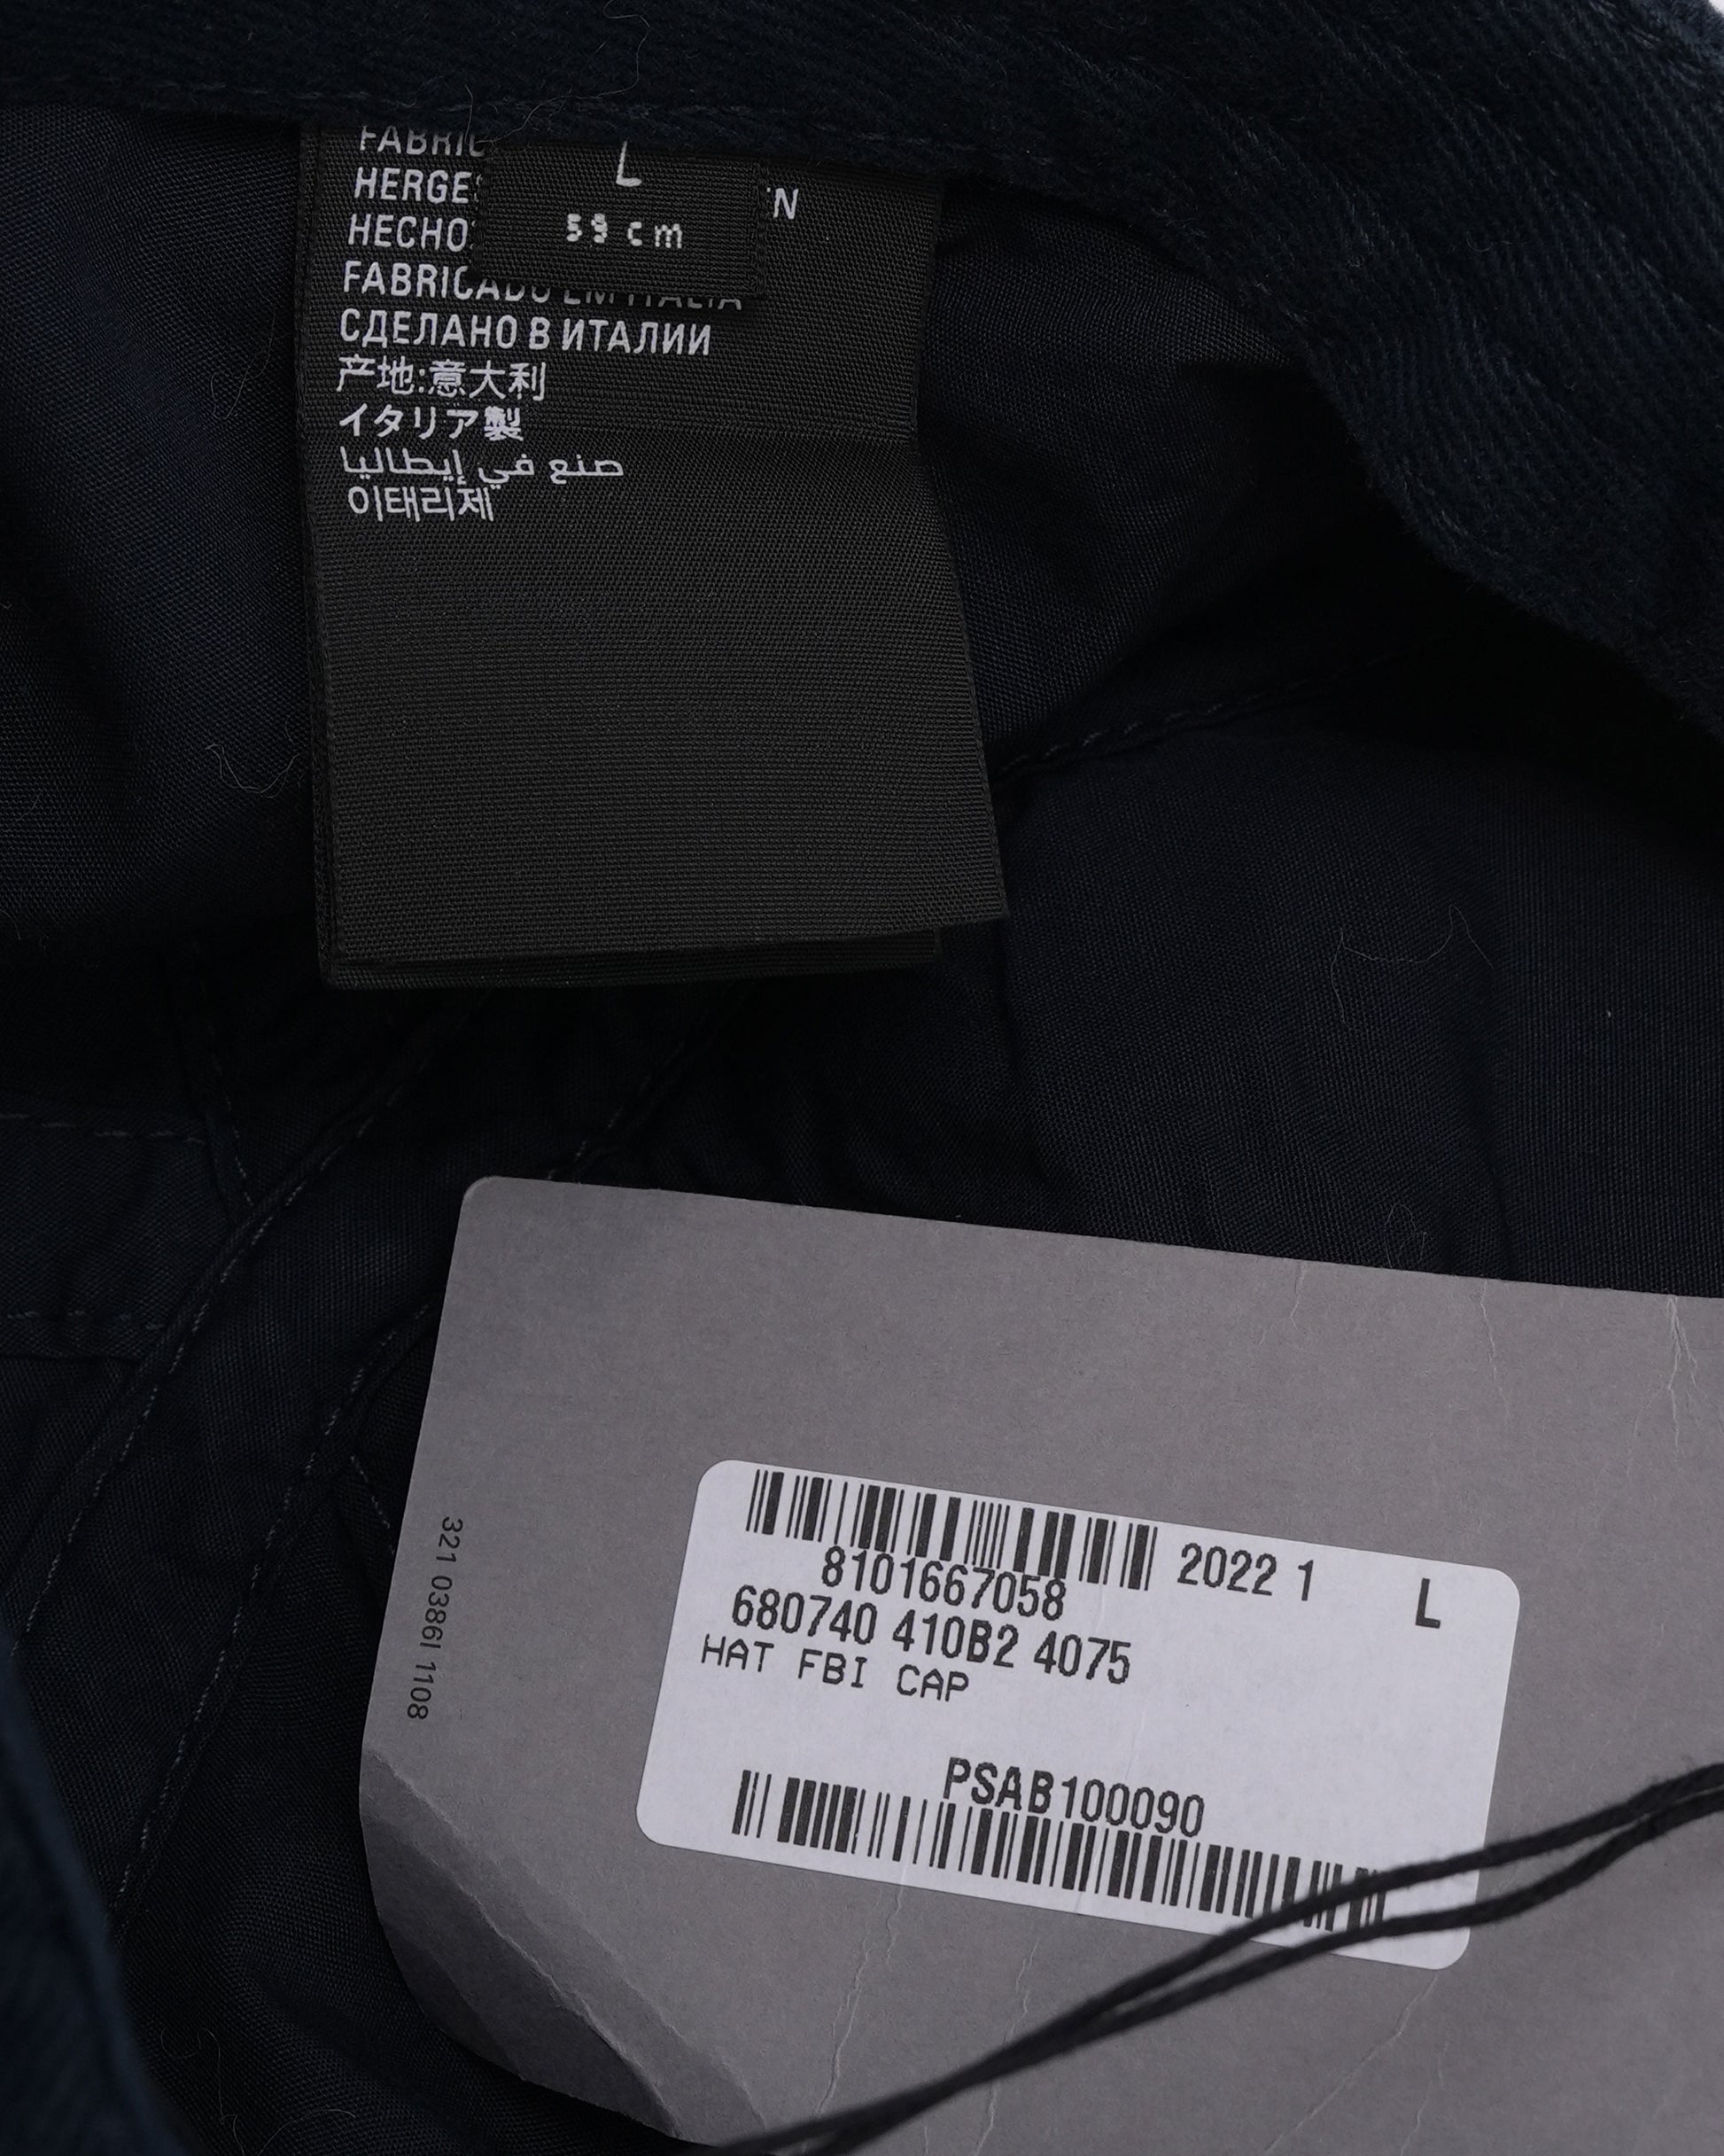 L
59 cm
HECHO
FABRICADO EM ITALIA
СДЕЛАНО В ИТАЛИИ
产地:意大利
イタリア製
صنع في إيطاليا
이태리제
321 0386I 1108
2022 1
L
8101667058
680740 410B2 4075
HAT FBI CAP
PSAB100090